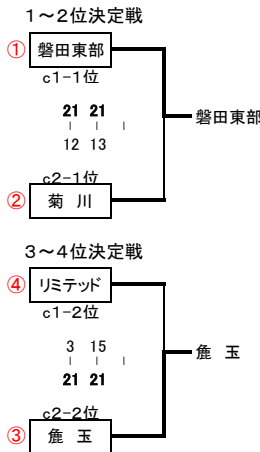 1～2位決定戦
① 磐田東部
c1-1位
21 21
12 13
磐田東部
c2-1位
② 菊 川
3～4位決定戦
④ リミテッド
c1-2位
3 15
21 21
麁 玉
c2-2位
③ 麁 玉